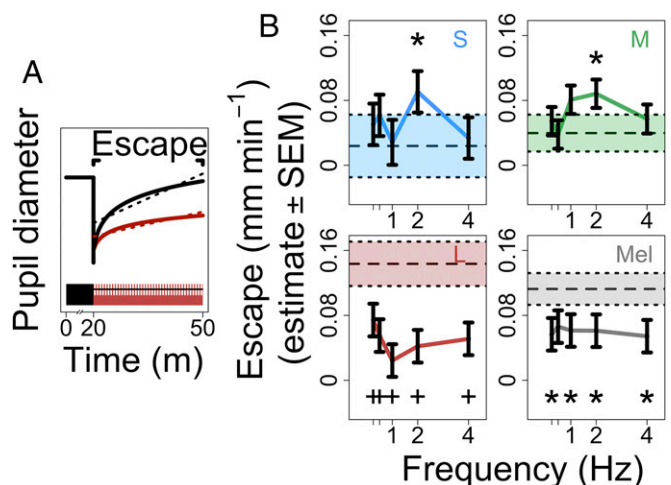 A
Pupil diameter
Escape
0 20 50
Time (m)
B
Escape (mm min⁻¹)
(estimate ± SEM)
0 0.08 0.16
S
*
1 2 4
0 0.08 0.16
M
*
1 2 4
0 0.08 0.16
L
+ + + + +
1 2 4
0 0.08 0.16
Mel
* * * * *
1 2 4
Frequency (Hz)